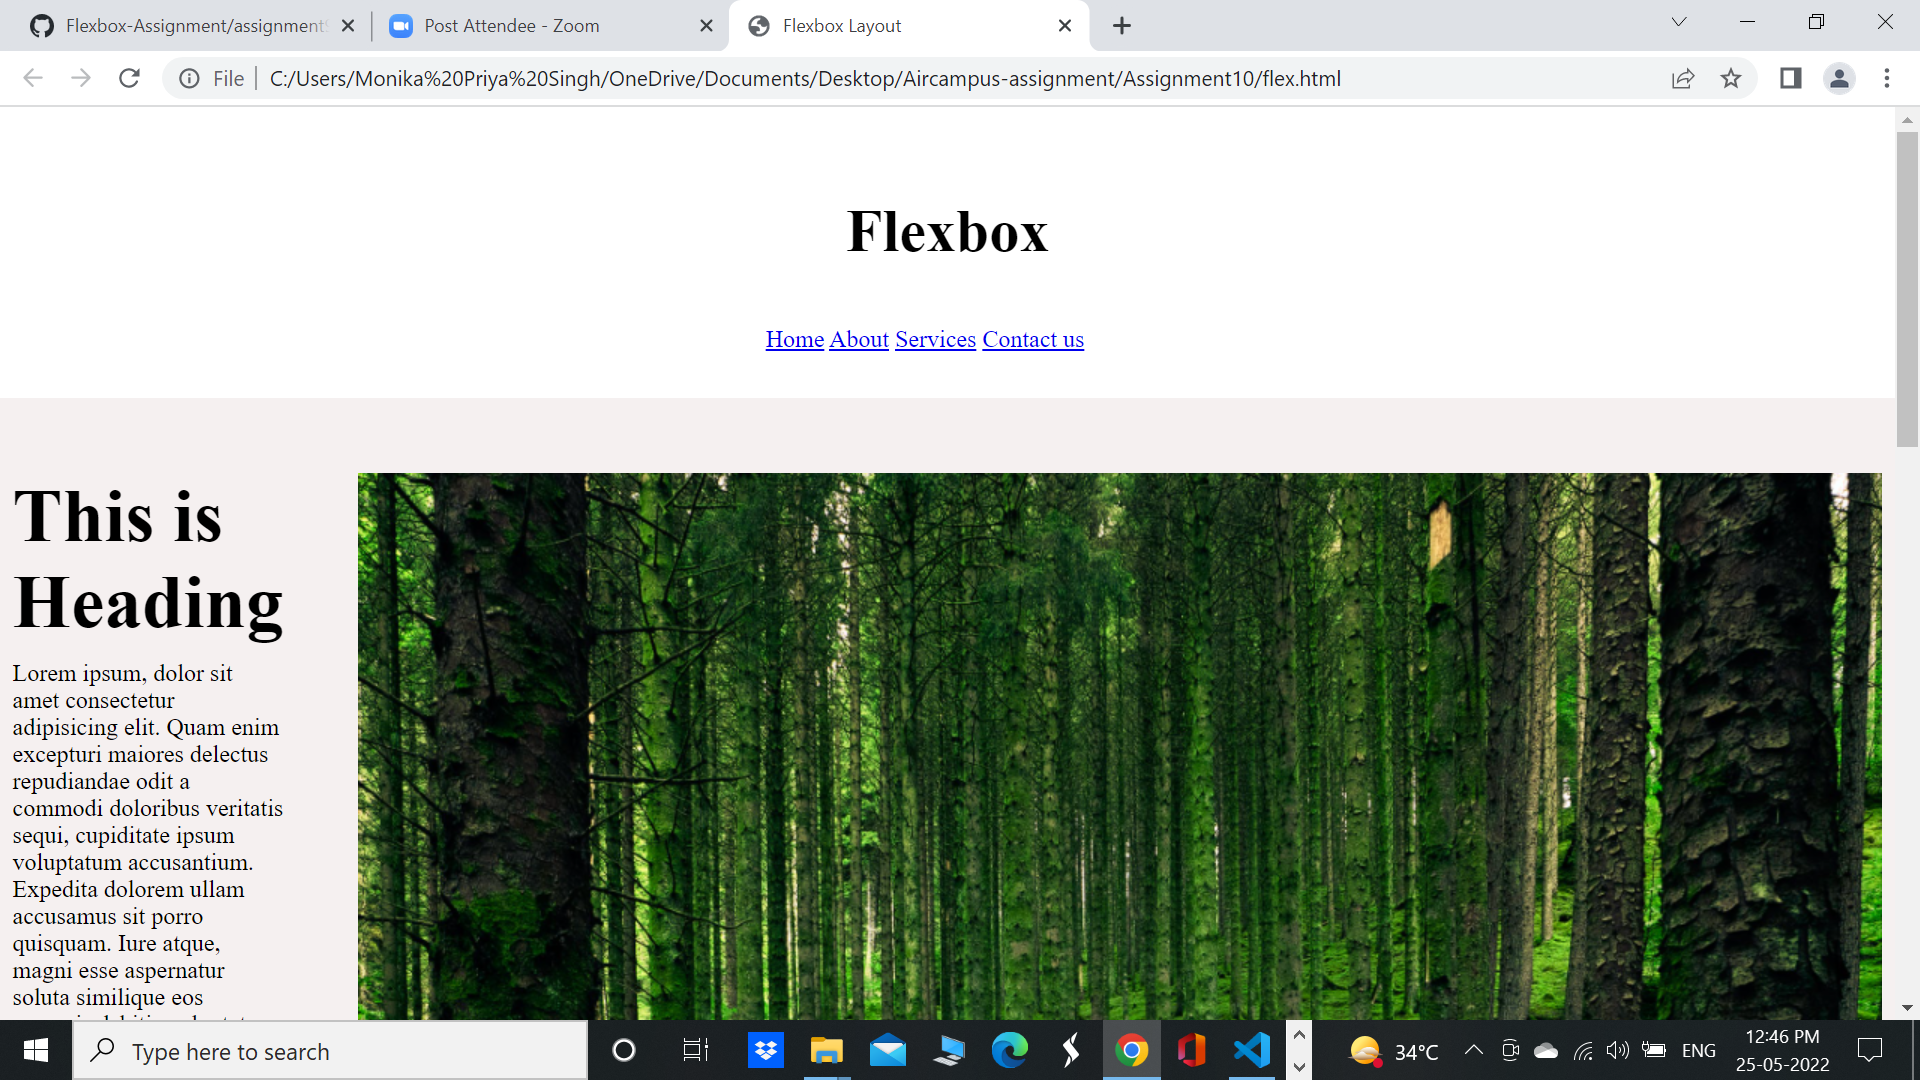 Flexbox-Assignment/assignment
Post Attendee - Zoom
Flexbox Layout
File
C:/Users/Monika%20Priya%20Singh/OneDrive/Documents/Desktop/Aircampus-assignment/Assignment10/flex.html
Flexbox
Home About Services Contact us
This is
Heading
Lorem ipsum, dolor sit
amet consectetur
adipisicing elit. Quam enim
excepturi maiores delectus
repudiandae odit a
commodi doloribus veritatis
sequi, cupiditate ipsum
voluptatum accusantium.
Expedita dolorem ullam
accusamus sit porro
quisquam. Iure atque,
magni esse aspernatur
soluta similique eos
Type here to search
34°C
ENG
12:46 PM
25-05-2022